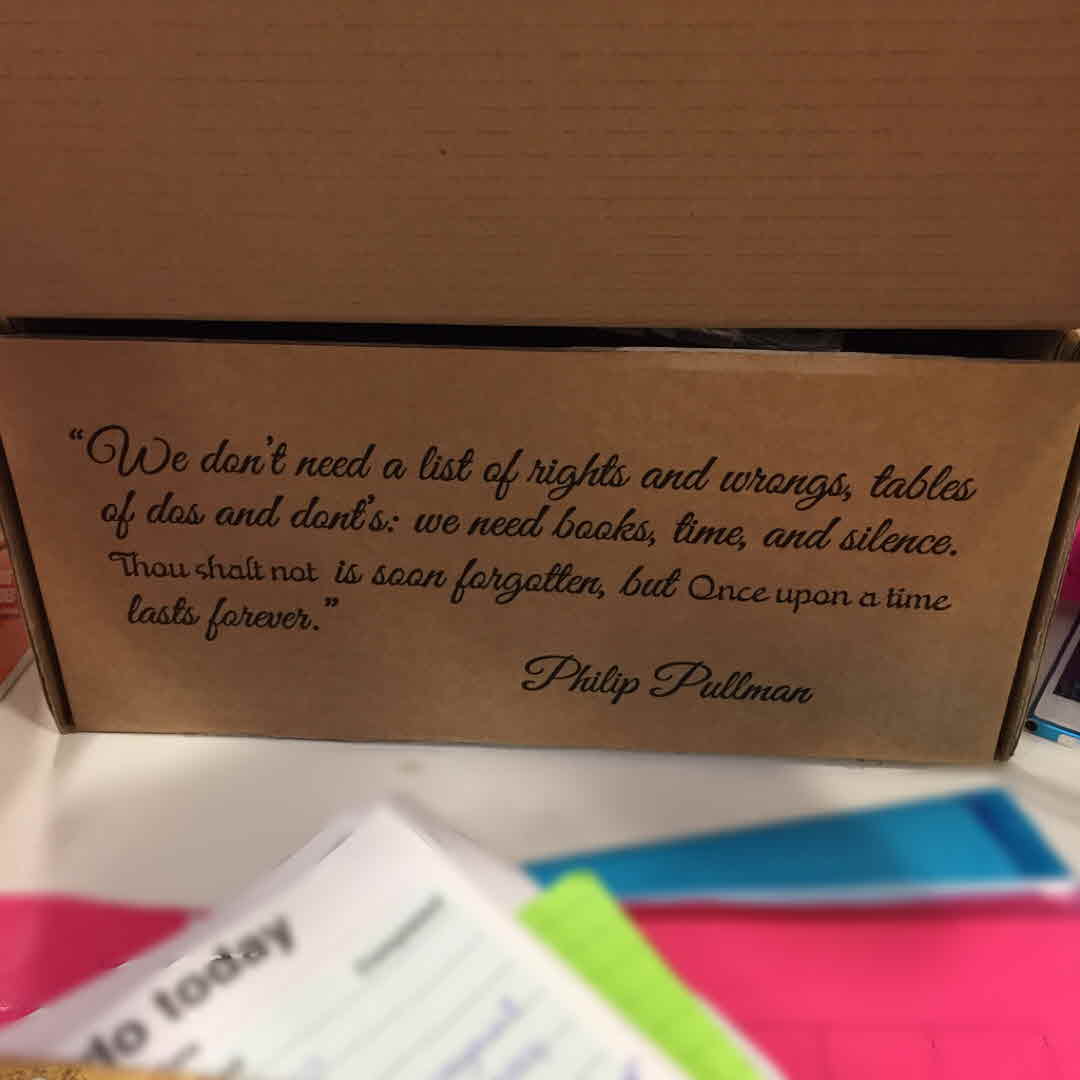 “We don't need a list of rights and wrongs, tables
of dos and dont's: we need books, time, and silence.
Thou shalt not is soon forgotten, but Once upon a time
lasts forever.”
Philip Pullman
do today